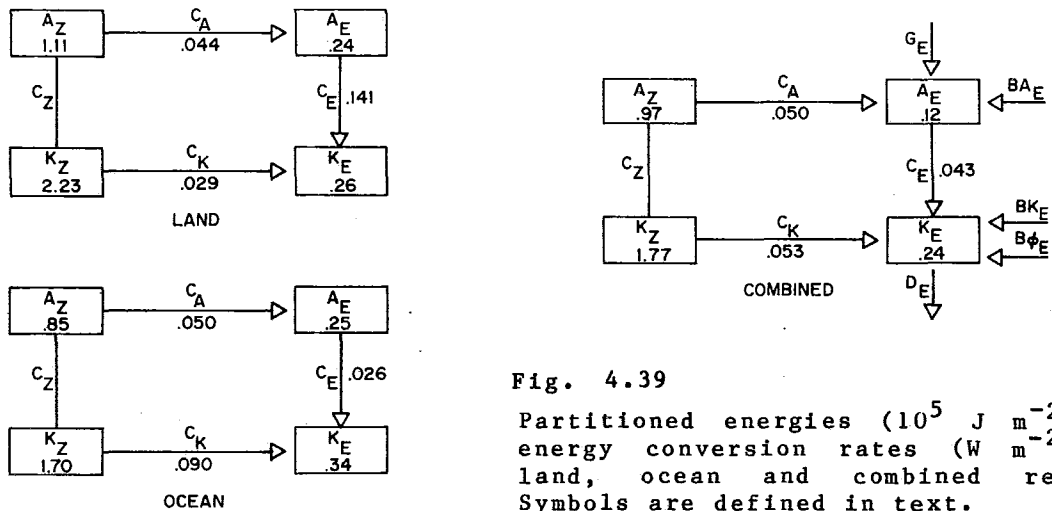 A_Z
1.11
C_A
.044
A_E
.24
C_Z
C_E .141
K_Z
2.23
C_K
.029
K_E
.26
LAND
A_Z
.85
C_A
.050
A_E
.25
C_Z
C_E .026
K_Z
1.70
C_K
.090
K_E
.34
OCEAN
G_E
A_Z
.97
C_A
.050
A_E
.12
BA_E
C_Z
C_E .043
K_Z
1.77
C_K
.053
K_E
.24
BK_E
Bϕ_E
D_E
COMBINED
Fig. 4.39
Partitioned energies (10^5 J m^-2
energy conversion rates (W m^-2
land, ocean and combined re
Symbols are defined in text.